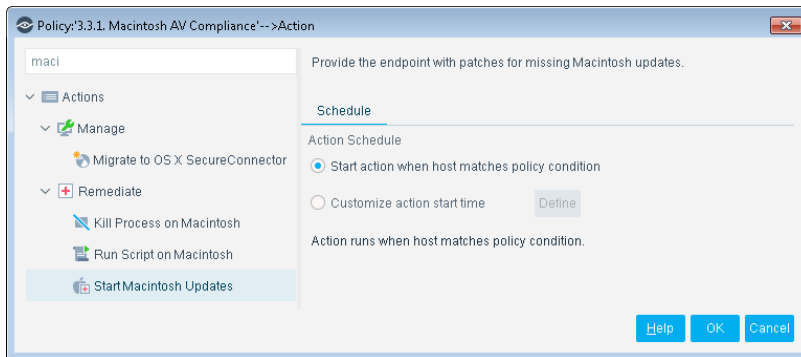 Policy:'3.3.1. Macintosh AV Compliance'-->Action
maci
Actions
Manage
Migrate to OS X SecureConnector
Remediate
Kill Process on Macintosh
Run Script on Macintosh
Start Macintosh Updates
Provide the endpoint with patches for missing Macintosh updates.
Schedule
Action Schedule
Start action when host matches policy condition
Customize action start time Define
Action runs when host matches policy condition.
Help OK Cancel